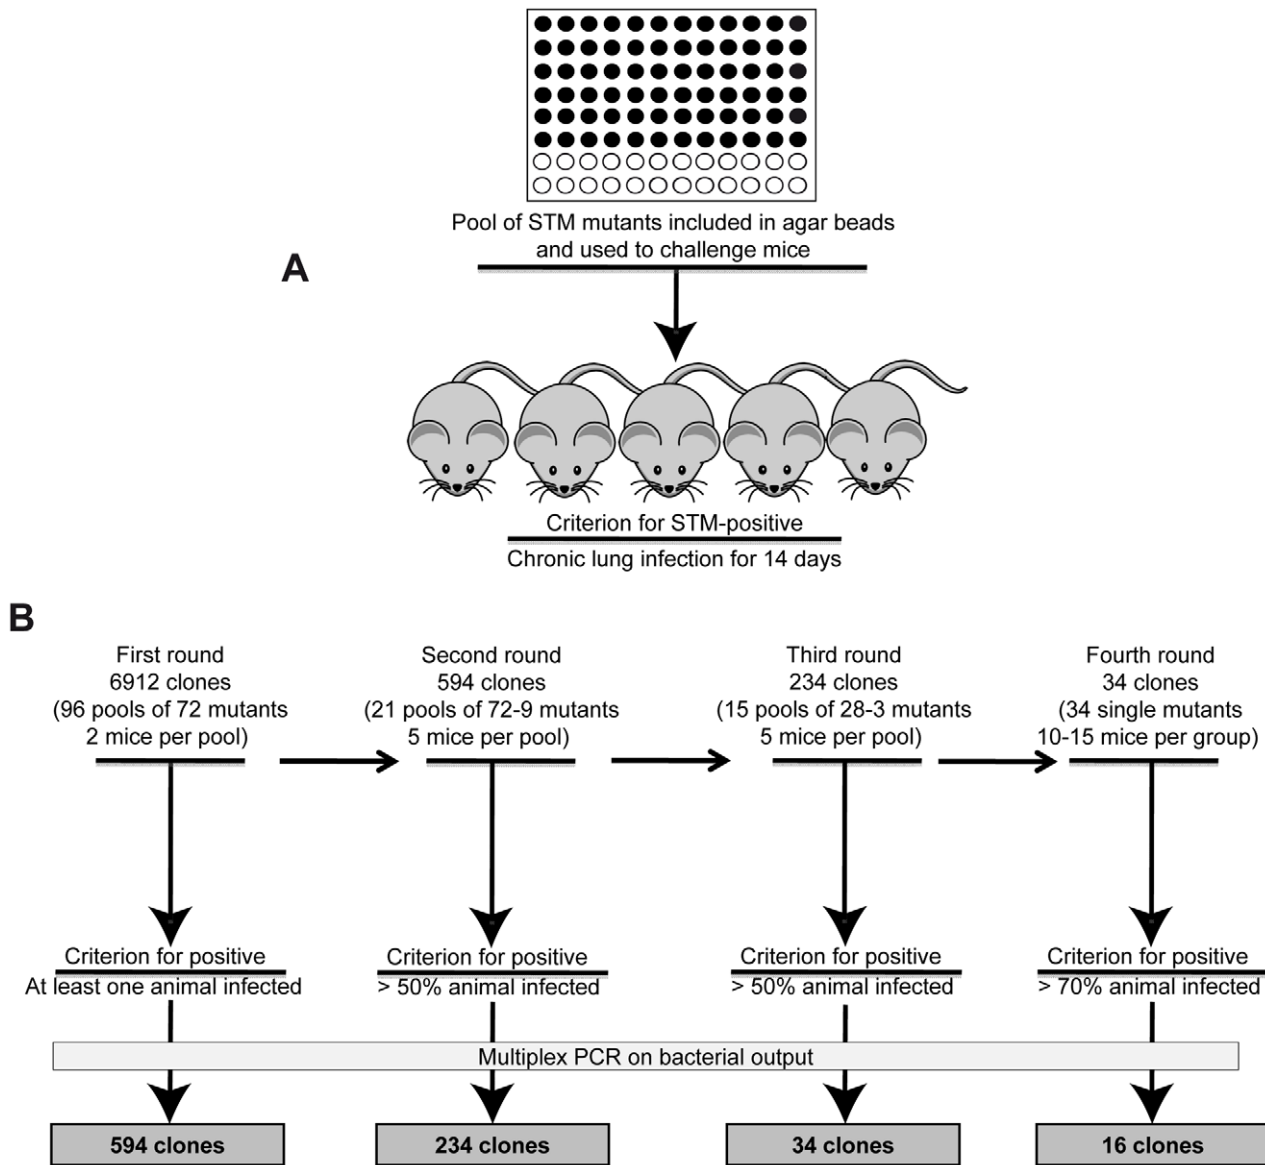 Pool of STM mutants included in agar beads
and used to challenge mice
A
Criterion for STM-positive
Chronic lung infection for 14 days
B
First round
6912 clones
(96 pools of 72 mutants
2 mice per pool)
Second round
594 clones
(21 pools of 72-9 mutants
5 mice per pool)
Third round
234 clones
(15 pools of 28-3 mutants
5 mice per pool)
Fourth round
34 clones
(34 single mutants
10-15 mice per group)
Criterion for positive
At least one animal infected
Criterion for positive
> 50% animal infected
Criterion for positive
> 50% animal infected
Criterion for positive
> 70% animal infected
Multiplex PCR on bacterial output
594 clones
234 clones
34 clones
16 clones